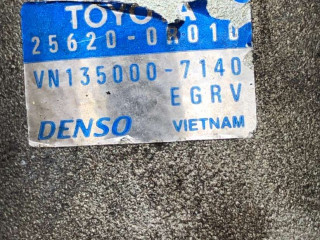 TOYOTA
25620-0R010
VN135000-7140
EGRV
DENSO VIETNAM